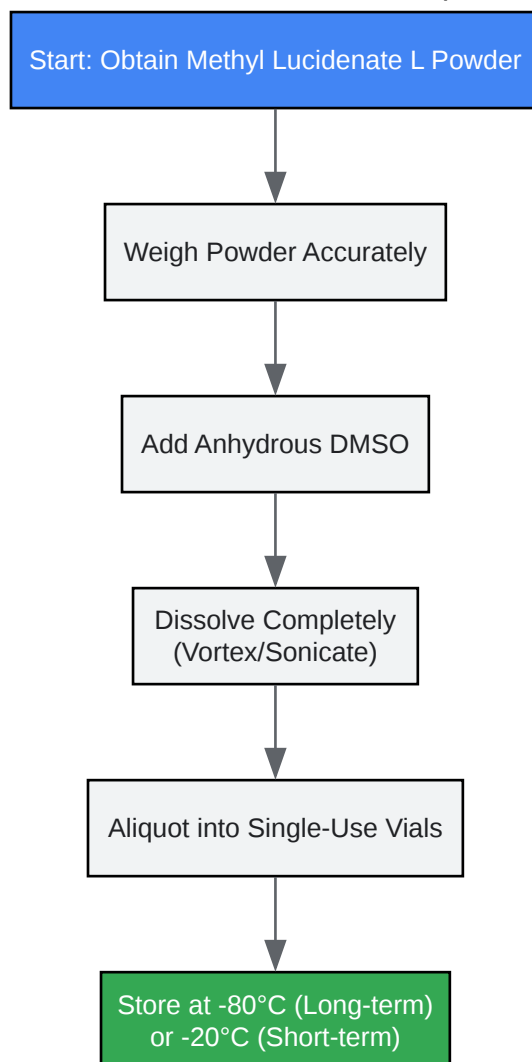 Start: Obtain Methyl Lucidenate L Powder
Weigh Powder Accurately
Add Anhydrous DMSO
Dissolve Completely
(Vortex/Sonicate)
Aliquot into Single-Use Vials
Store at -80°C (Long-term)
or -20°C (Short-term)